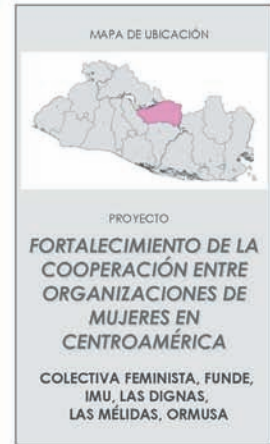 MAPA DE UBICACIÓN
PROYECTO
FORTALECIMIENTO DE LA
COOPERACIÓN ENTRE
ORGANIZACIONES DE
MUJERES EN
CENTROAMÉRICA
COLECTIVA FEMINISTA, FUNDE,
IMU, LAS DIGNAS,
LAS MÉLIDAS, ORMUSA